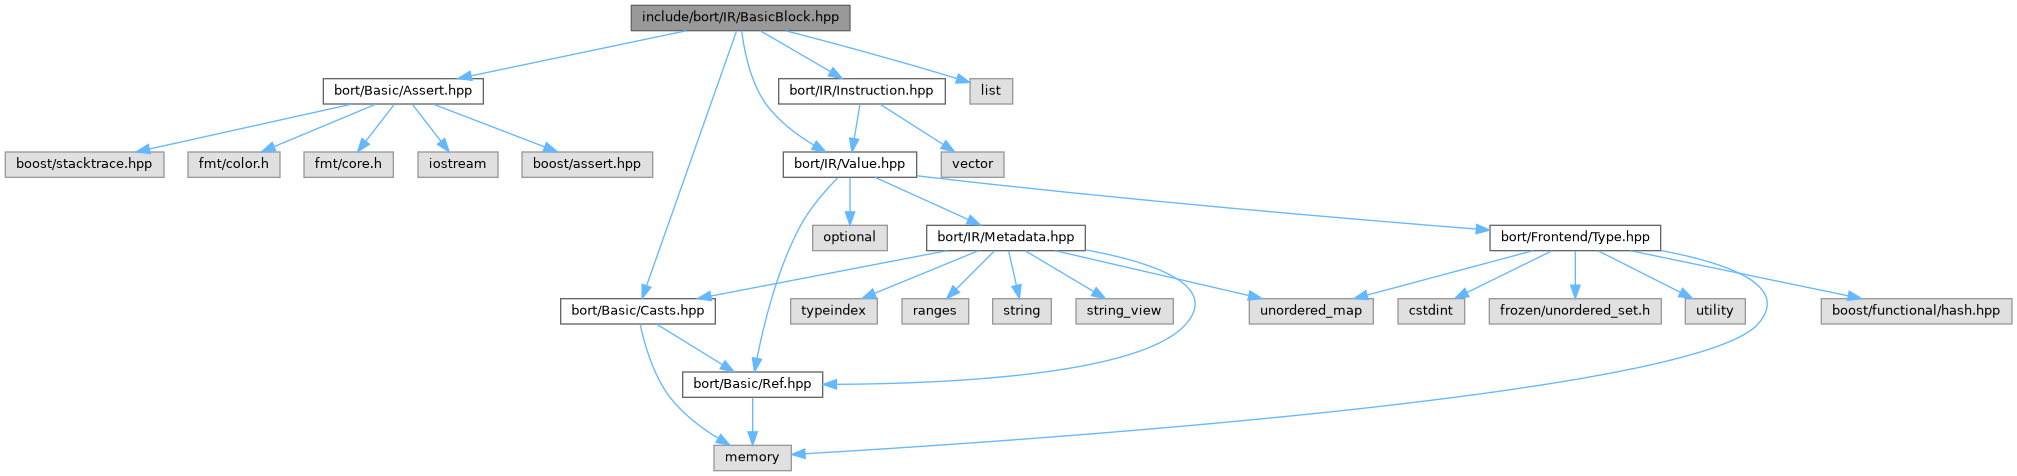 include/bort/IR/BasicBlock.hpp
bort/Basic/Assert.hpp
bort/IR/Instruction.hpp
list
boost/stacktrace.hpp
fmt/color.h
fmt/core.h
iostream
boost/assert.hpp
bort/IR/Value.hpp
vector
optional
bort/IR/Metadata.hpp
bort/Frontend/Type.hpp
bort/Basic/Casts.hpp
typeindex
ranges
string
string_view
unordered_map
cstdint
frozen/unordered_set.h
utility
boost/functional/hash.hpp
bort/Basic/Ref.hpp
memory